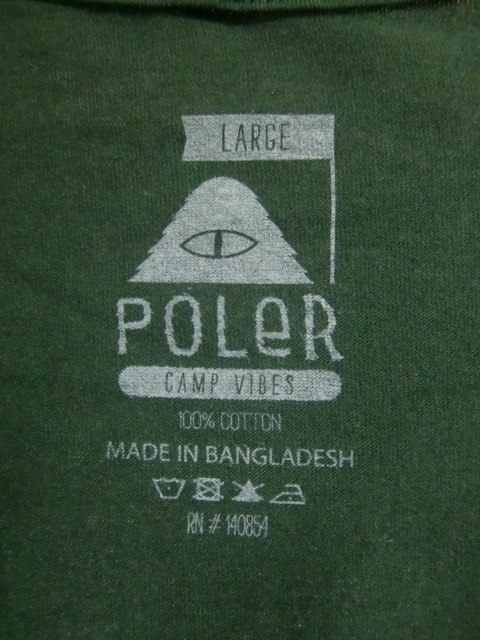 LARGE
POLeR
CAMP VIBES
100% COTTON
MADE IN BANGLADESH
RN # 140854